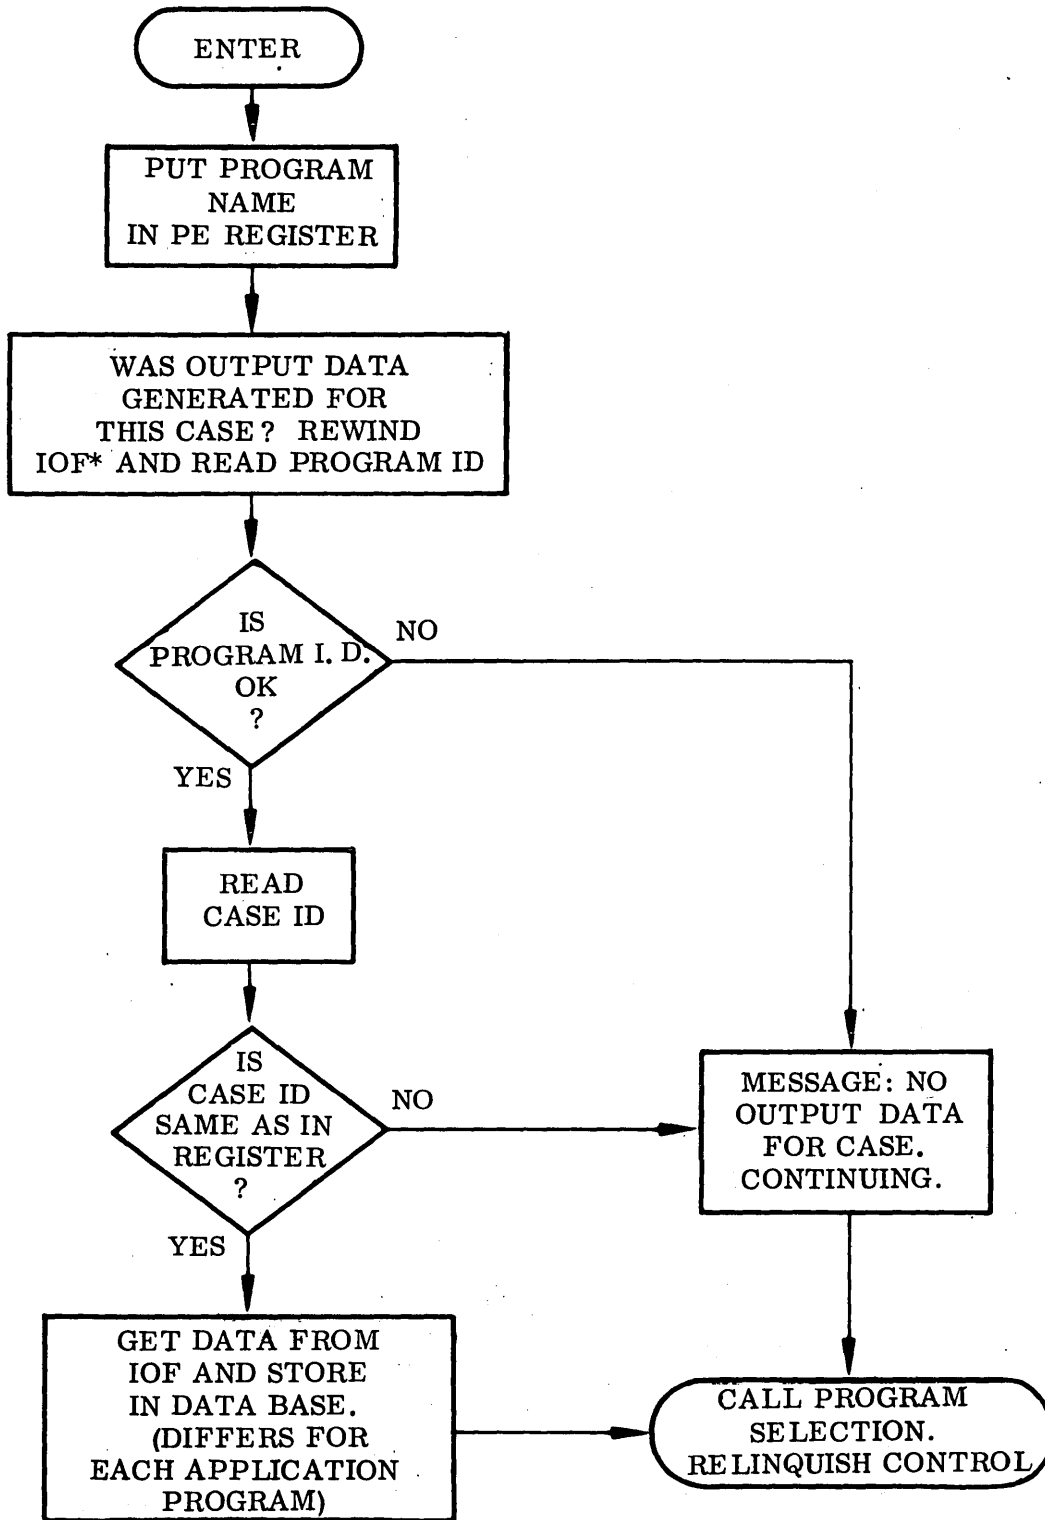 ENTER
PUT PROGRAM
NAME
IN PE REGISTER
WAS OUTPUT DATA
GENERATED FOR
THIS CASE? REWIND
IOF* AND READ PROGRAM ID
IS
PROGRAM I. D.
OK
?
NO
YES
READ
CASE ID
IS
CASE ID
SAME AS IN
REGISTER
?
NO
YES
MESSAGE: NO
OUTPUT DATA
FOR CASE.
CONTINUING.
GET DATA FROM
IOF AND STORE
IN DATA BASE.
(DIFFERS FOR
EACH APPLICATION
PROGRAM)
CALL PROGRAM
SELECTION.
RELINQUISH CONTROL